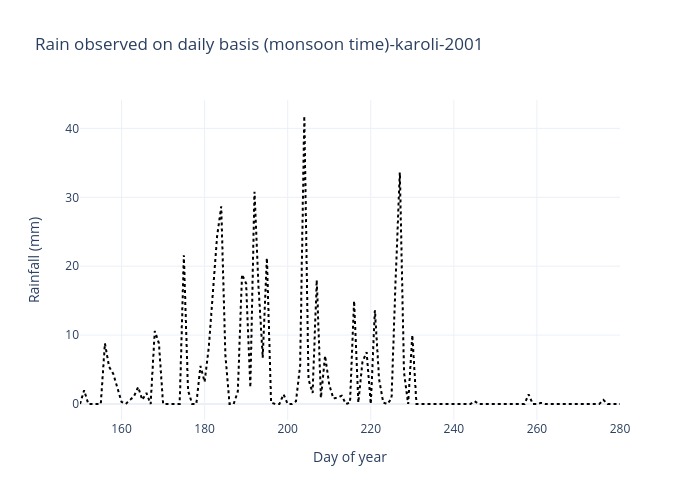 Rain observed on daily basis (monsoon time)-karoli-2001
Rainfall (mm)
40
30
20
10
0
160 180 200 220 240 260 280
Day of year